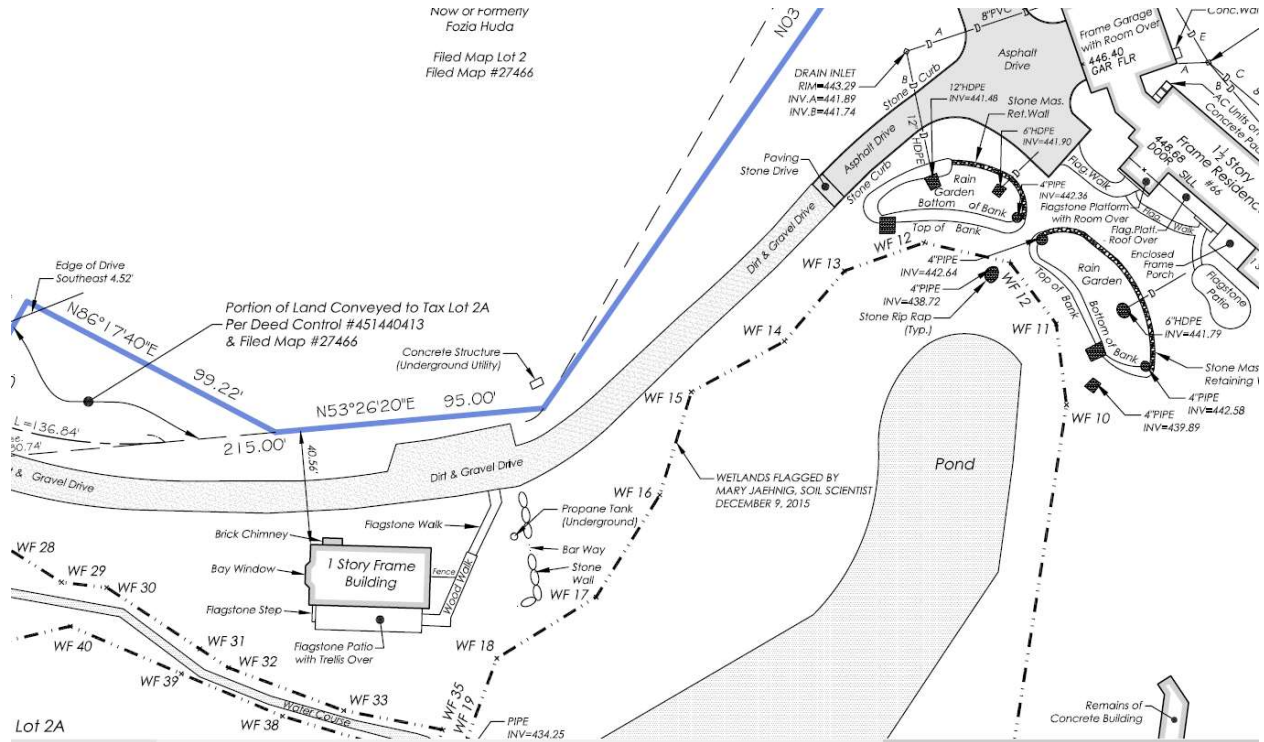 Now or Formerly
Fozia Huda
Filed Map Lot 2
Filed Map #27466
N03
8"PVC
A
Asphalt
Drive
Frame Garage
with Room Over
446.40
GAR FLR
Conc.Wal
E
A
B
C
AC Units on
Concrete Pad
DRAIN INLET
RIM=443.29
INV.A=441.89
INV.B=441.74
B
Stone Curb
12"HDPE
INV=441.48
Stone Mas.
Ret.Wall
6"HDPE
INV=441.90
12" HDPE
Asphalt Drive
Paving
Stone Drive
Stone Curb
Rain
Garden
Bottom of Bank
Top of Bank
4"PIPE
INV=442.36
Flag.Walk
448.68
DOOR SILL
1½ Story
Frame Residenc
#66
Flagstone Platform
with Room Over
Flag. Walk
Flag.Platf.
Roof Over
Enclosed
Frame
Porch
Flagstone
Patio
Dirt & Gravel Drive
WF 12
WF 13
4"PIPE
INV=442.64
4"PIPE
INV=438.72
Stone Rip Rap
(Typ.)
WF 12
Top of Bank
Rain
Garden
Bottom of Bank
6"HDPE
INV=441.79
WF 11
WF 14
Stone Mas
Retaining
4"PIPE
INV=442.58
4"PIPE
INV=439.89
WF 10
Edge of Drive
Southeast 4.52'
N86°17'40"E
99.22'
Portion of Land Conveyed to Tax Lot 2A
Per Deed Control #451440413
& Filed Map #27466
Concrete Structure
(Underground Utility)
N53°26'20"E 95.00'
WF 15
L=136.84'
215.00'
40.56'
& Gravel Drive
Dirt & Gravel Drive
Pond
WETLANDS FLAGGED BY
MARY JAEHNIG, SOIL SCIENTIST
DECEMBER 9, 2015
WF 16
Flagstone Walk
Propane Tank
(Underground)
Brick Chimney
Bay Window
1 Story Frame
Building
Fence
Wood Walk
Bar Way
Stone
Wall
WF 17
Flagstone Step
Flagstone Patio
with Trellis Over
WF 28
WF 29
WF 30
WF 31
WF 32
WF 33
WF 40
WF 39
WF 38
Water Course
WF 18
WF 35
WF 19
PIPE
INV=434.25
Lot 2A
Remains of
Concrete Building